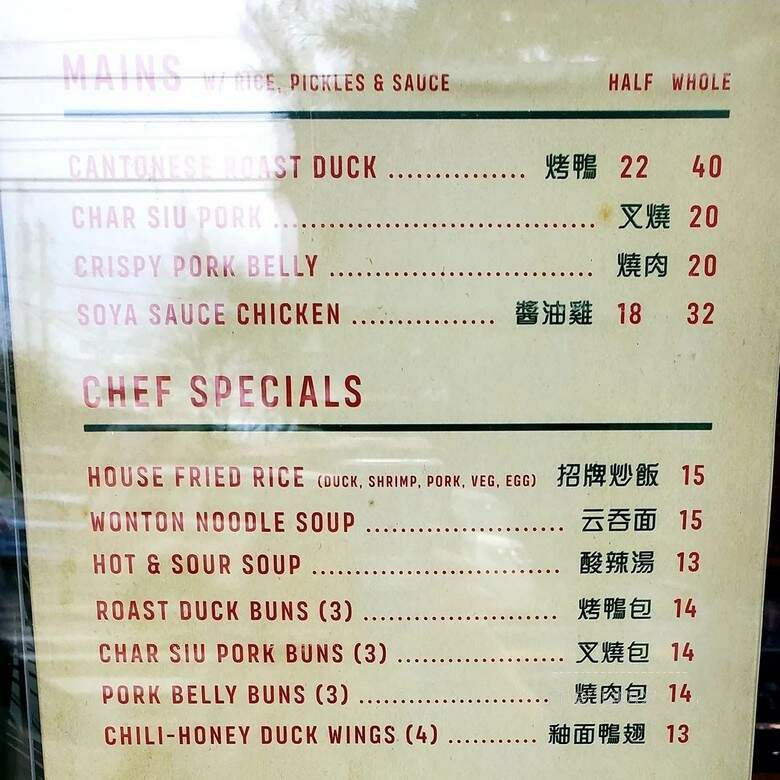 MAINS W/ RICE, PICKLES & SAUCE HALF WHOLE
CANTONESE ROAST DUCK ............... 烤鴨 22 40
CHAR SIU PORK ................................... 叉燒 20
CRISPY PORK BELLY ............................. 燒肉 20
SOYA SAUCE CHICKEN ................ 醬油雞 18 32
CHEF SPECIALS
HOUSE FRIED RICE (DUCK, SHRIMP, PORK, VEG, EGG) 招牌炒飯 15
WONTON NOODLE SOUP ...................... 云吞面 15
HOT & SOUR SOUP ............................ 酸辣湯 13
ROAST DUCK BUNS (3) ...................... 烤鴨包 14
CHAR SIU PORK BUNS (3) ................... 叉燒包 14
PORK BELLY BUNS (3) ...................... 燒肉包 14
CHILI-HONEY DUCK WINGS (4) .......... 釉面鴨翅 13